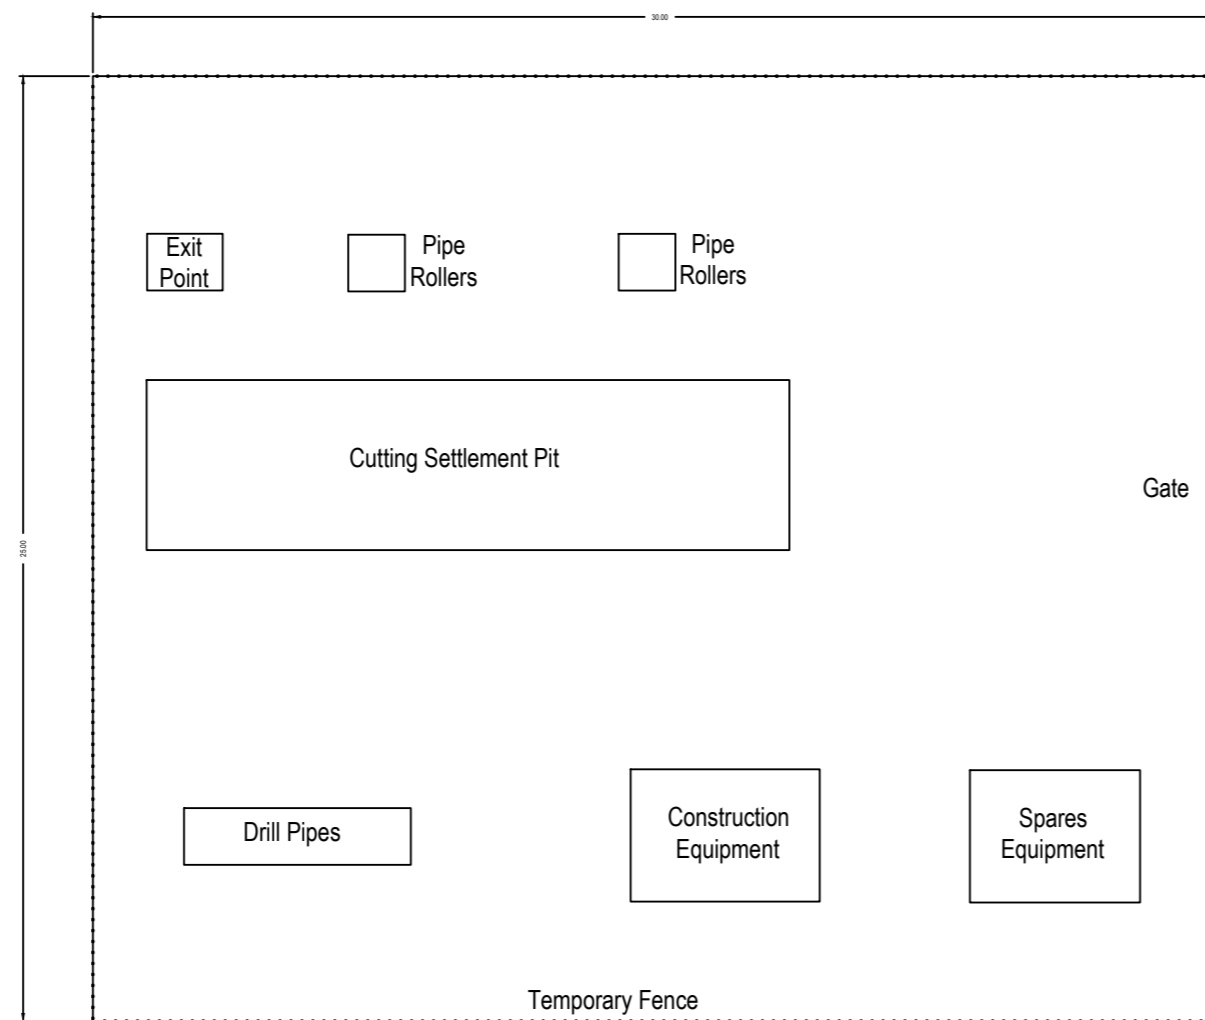 30.00
Exit
Point
Pipe
Rollers
Pipe
Rollers
Cutting Settlement Pit
Gate
25.00
Drill Pipes
Construction
Equipment
Spares
Equipment
Temporary Fence